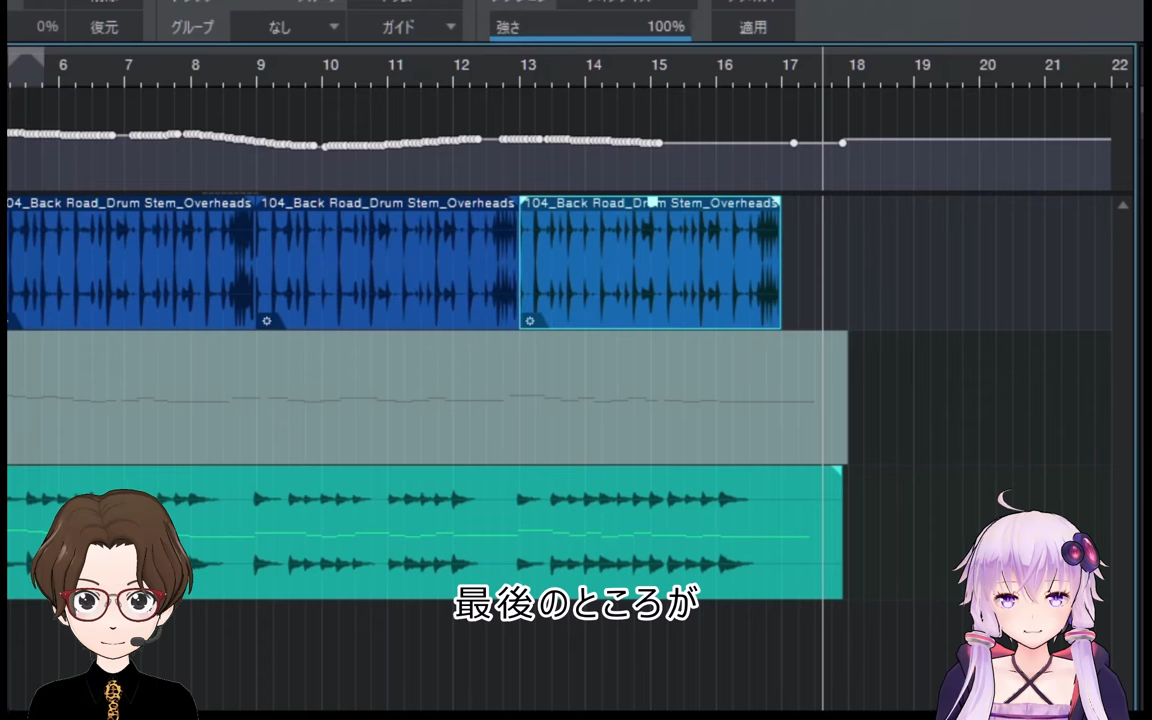 0% 復元 グループ なし ガイド 強さ 100% 適用
6 7 8 9 10 11 12 13 14 15 16 17 18 19 20 21 22
04_Back Road_Drum Stem_Overheads 104_Back Road_Drum Stem_Overheads 104_Back Road_Drum Stem_Overheads
最後のところが